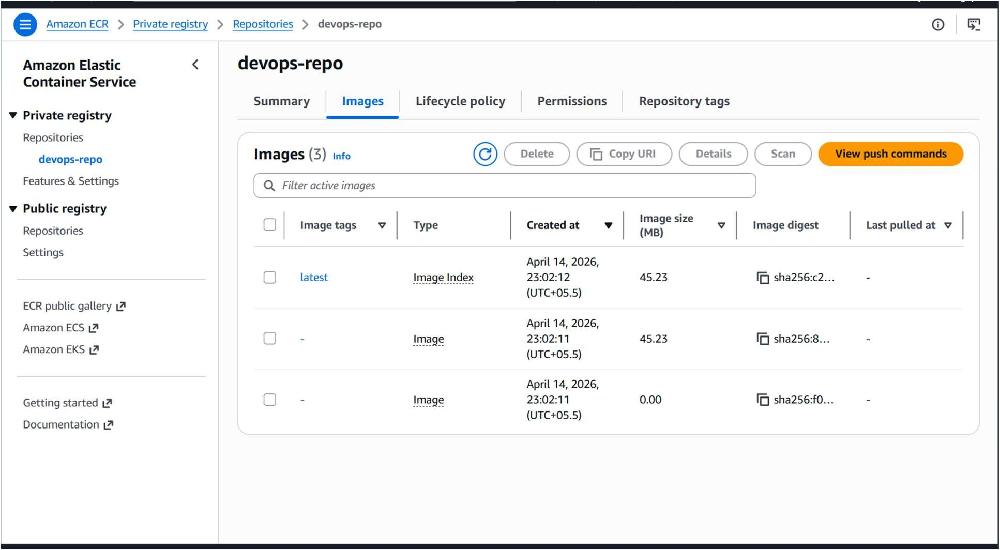 Amazon ECR > Private registry > Repositories > devops-repo
Amazon Elastic
Container Service
Private registry
Repositories
devops-repo
Features & Settings
Public registry
Repositories
Settings
ECR public gallery
Amazon ECS
Amazon EKS
Getting started
Documentation
devops-repo
Summary Images Lifecycle policy Permissions Repository tags
Images (3) Info Delete Copy URI Details Scan View push commands
Filter active images
Image tags Type Created at Image size (MB) Image digest Last pulled at
latest Image Index April 14, 2026, 23:02:12 (UTC+05.5) 45.23 sha256:c2... -
- Image April 14, 2026, 23:02:11 (UTC+05.5) 45.23 sha256:8... -
- Image April 14, 2026, 23:02:11 (UTC+05.5) 0.00 sha256:f0... -